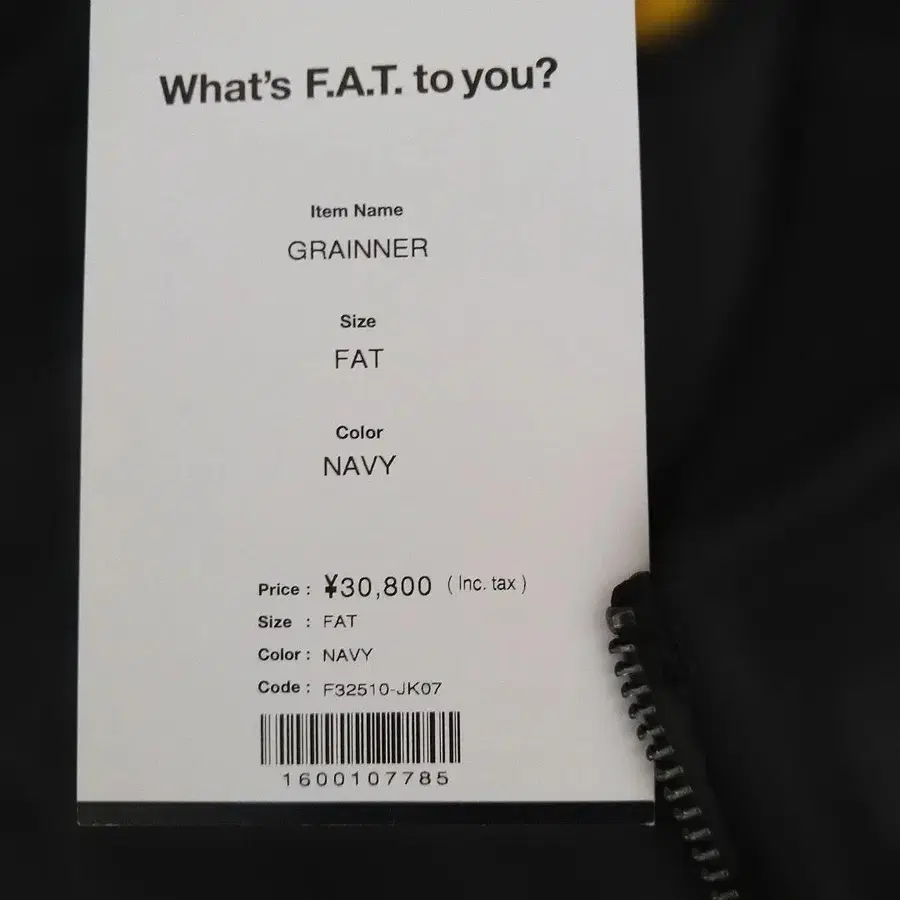 What's F.A.T. to you?
Item Name
GRAINNER
Size
FAT
Color
NAVY
Price : ¥30,800 ( Inc. tax )
Size : FAT
Color : NAVY
Code : F32510-JK07
1600107785